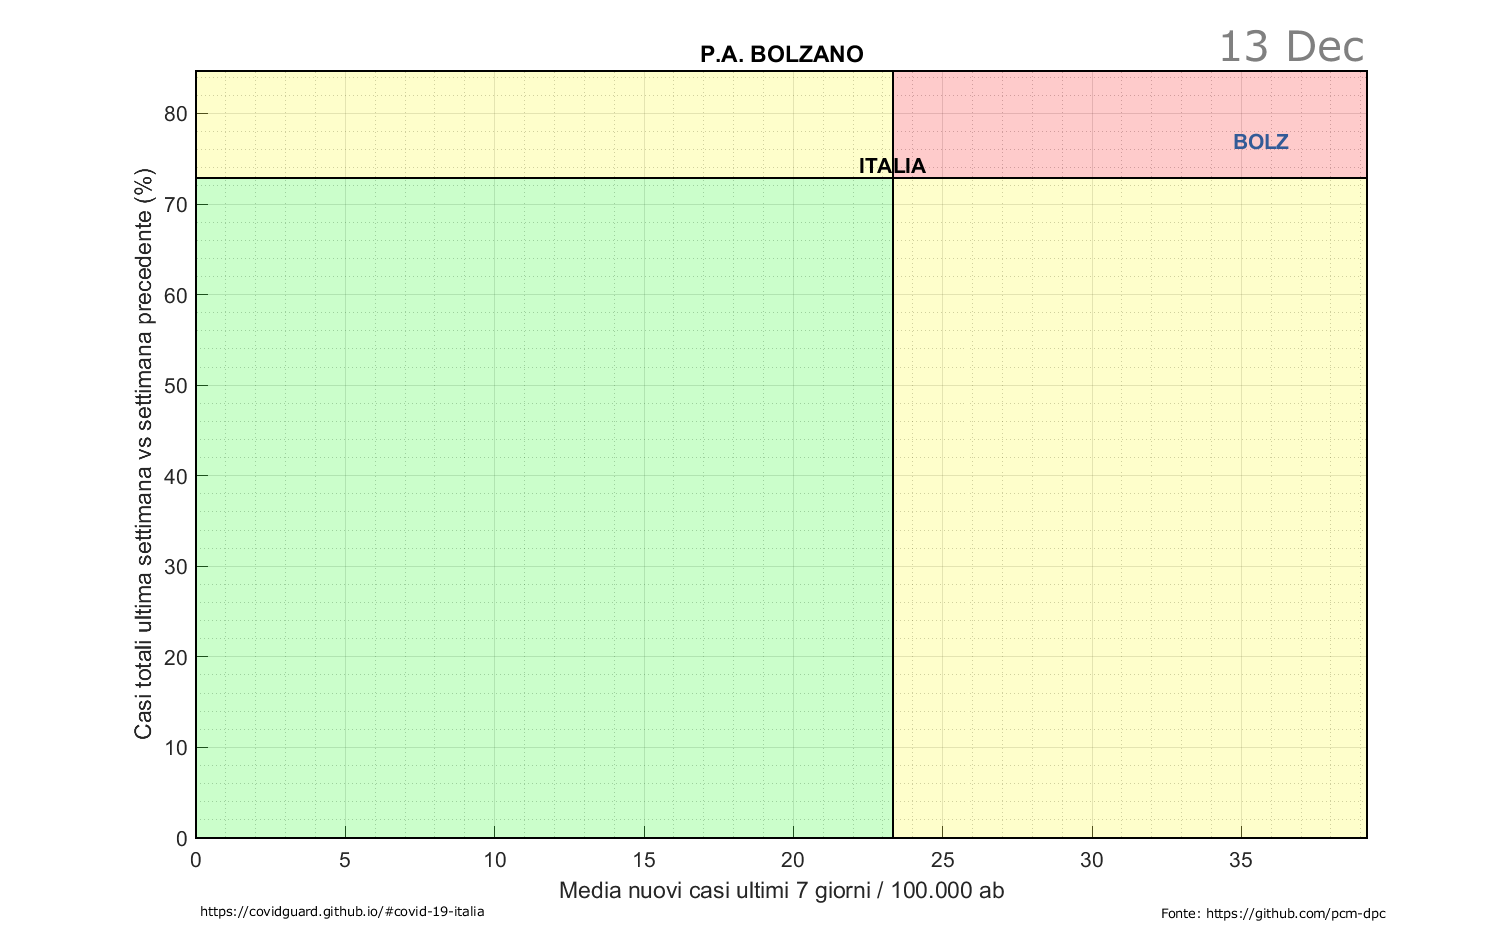 13 Dec
P.A. BOLZANO
80
70
60
50
40
30
20
10
0
Casi totali ultima settimana vs settimana precedente (%)
BOLZ
ITALIA
0 5 10 15 20 25 30 35
Media nuovi casi ultimi 7 giorni / 100.000 ab
https://covidguard.github.io/#covid-19-italia
Fonte: https://github.com/pcm-dpc